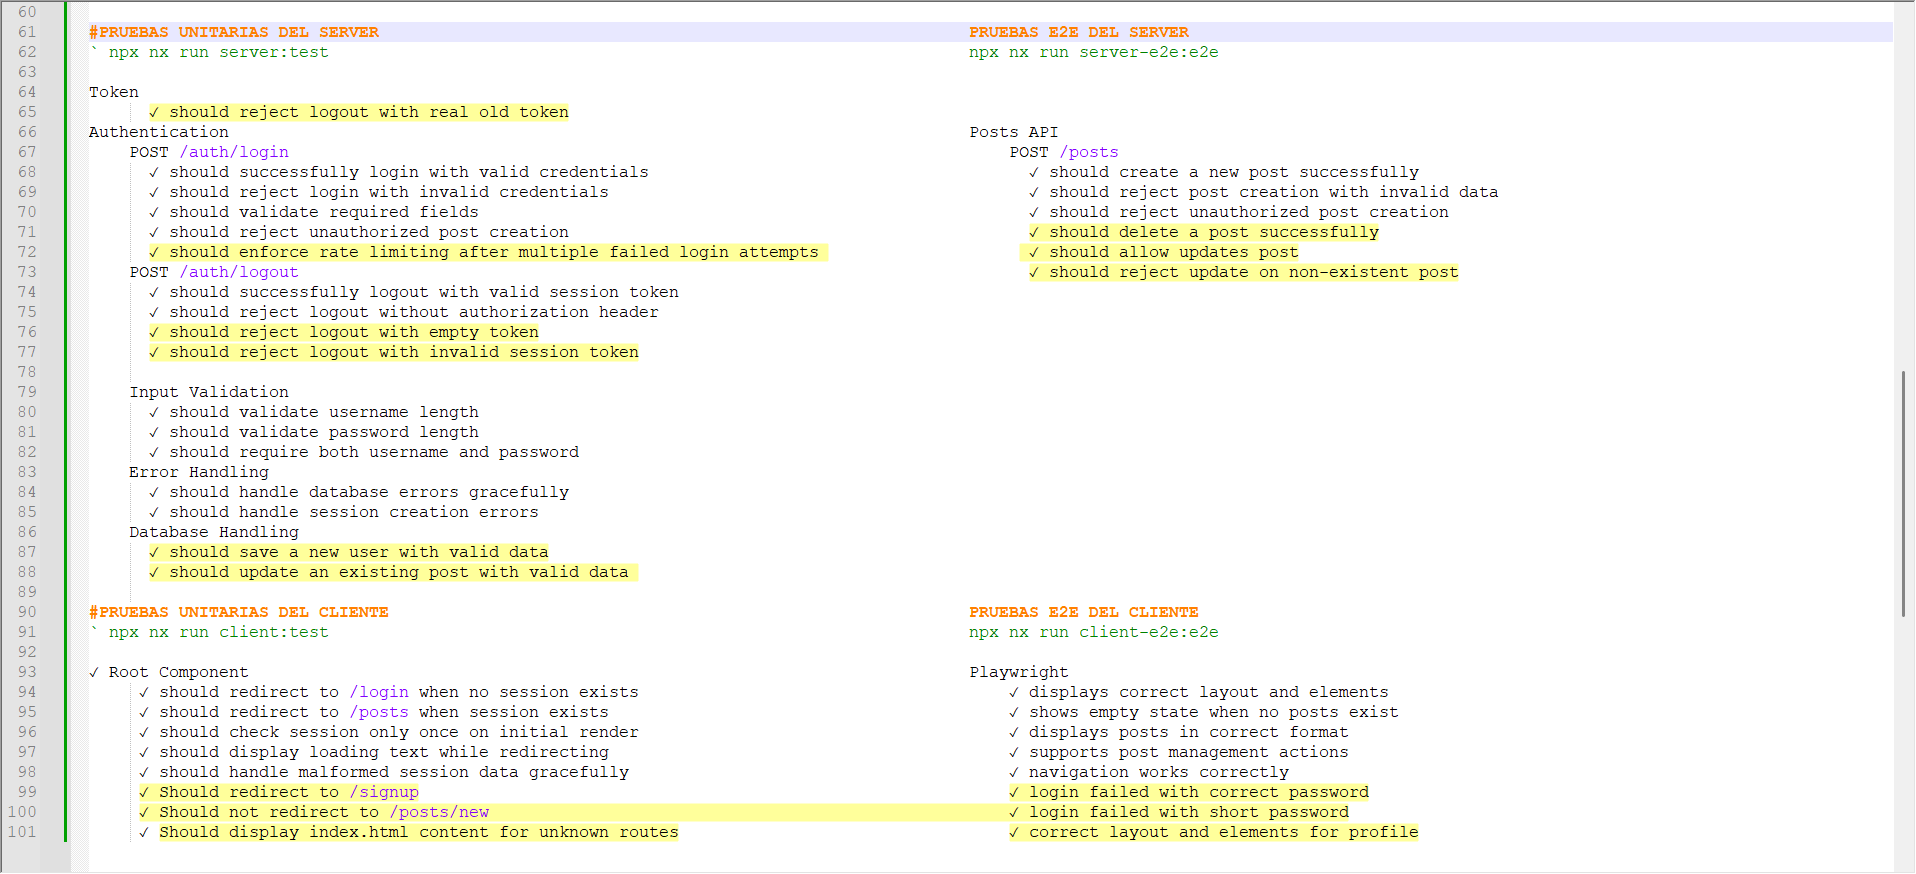 60
61 #PRUEBAS UNITARIAS DEL SERVER PRUEBAS E2E DEL SERVER
62 ` npx nx run server:test npx nx run server-e2e:e2e
63
64 Token
65 ✓ should reject logout with real old token
66 Authentication Posts API
67 POST /auth/login POST /posts
68 ✓ should successfully login with valid credentials ✓ should create a new post successfully
69 ✓ should reject login with invalid credentials ✓ should reject post creation with invalid data
70 ✓ should validate required fields ✓ should reject unauthorized post creation
71 ✓ should reject unauthorized post creation ✓ should delete a post successfully
72 ✓ should enforce rate limiting after multiple failed login attempts ✓ should allow updates post
73 POST /auth/logout ✓ should reject update on non-existent post
74 ✓ should successfully logout with valid session token
75 ✓ should reject logout without authorization header
76 ✓ should reject logout with empty token
77 ✓ should reject logout with invalid session token
78
79 Input Validation
80 ✓ should validate username length
81 ✓ should validate password length
82 ✓ should require both username and password
83 Error Handling
84 ✓ should handle database errors gracefully
85 ✓ should handle session creation errors
86 Database Handling
87 ✓ should save a new user with valid data
88 ✓ should update an existing post with valid data
89
90 #PRUEBAS UNITARIAS DEL CLIENTE PRUEBAS E2E DEL CLIENTE
91 ` npx nx run client:test npx nx run client-e2e:e2e
92
93 ✓ Root Component Playwright
94 ✓ should redirect to /login when no session exists ✓ displays correct layout and elements
95 ✓ should redirect to /posts when session exists ✓ shows empty state when no posts exist
96 ✓ should check session only once on initial render ✓ displays posts in correct format
97 ✓ should display loading text while redirecting ✓ supports post management actions
98 ✓ should handle malformed session data gracefully ✓ navigation works correctly
99 ✓ Should redirect to /signup ✓ login failed with correct password
100 ✓ Should not redirect to /posts/new ✓ login failed with short password
101 ✓ Should display index.html content for unknown routes ✓ correct layout and elements for profile